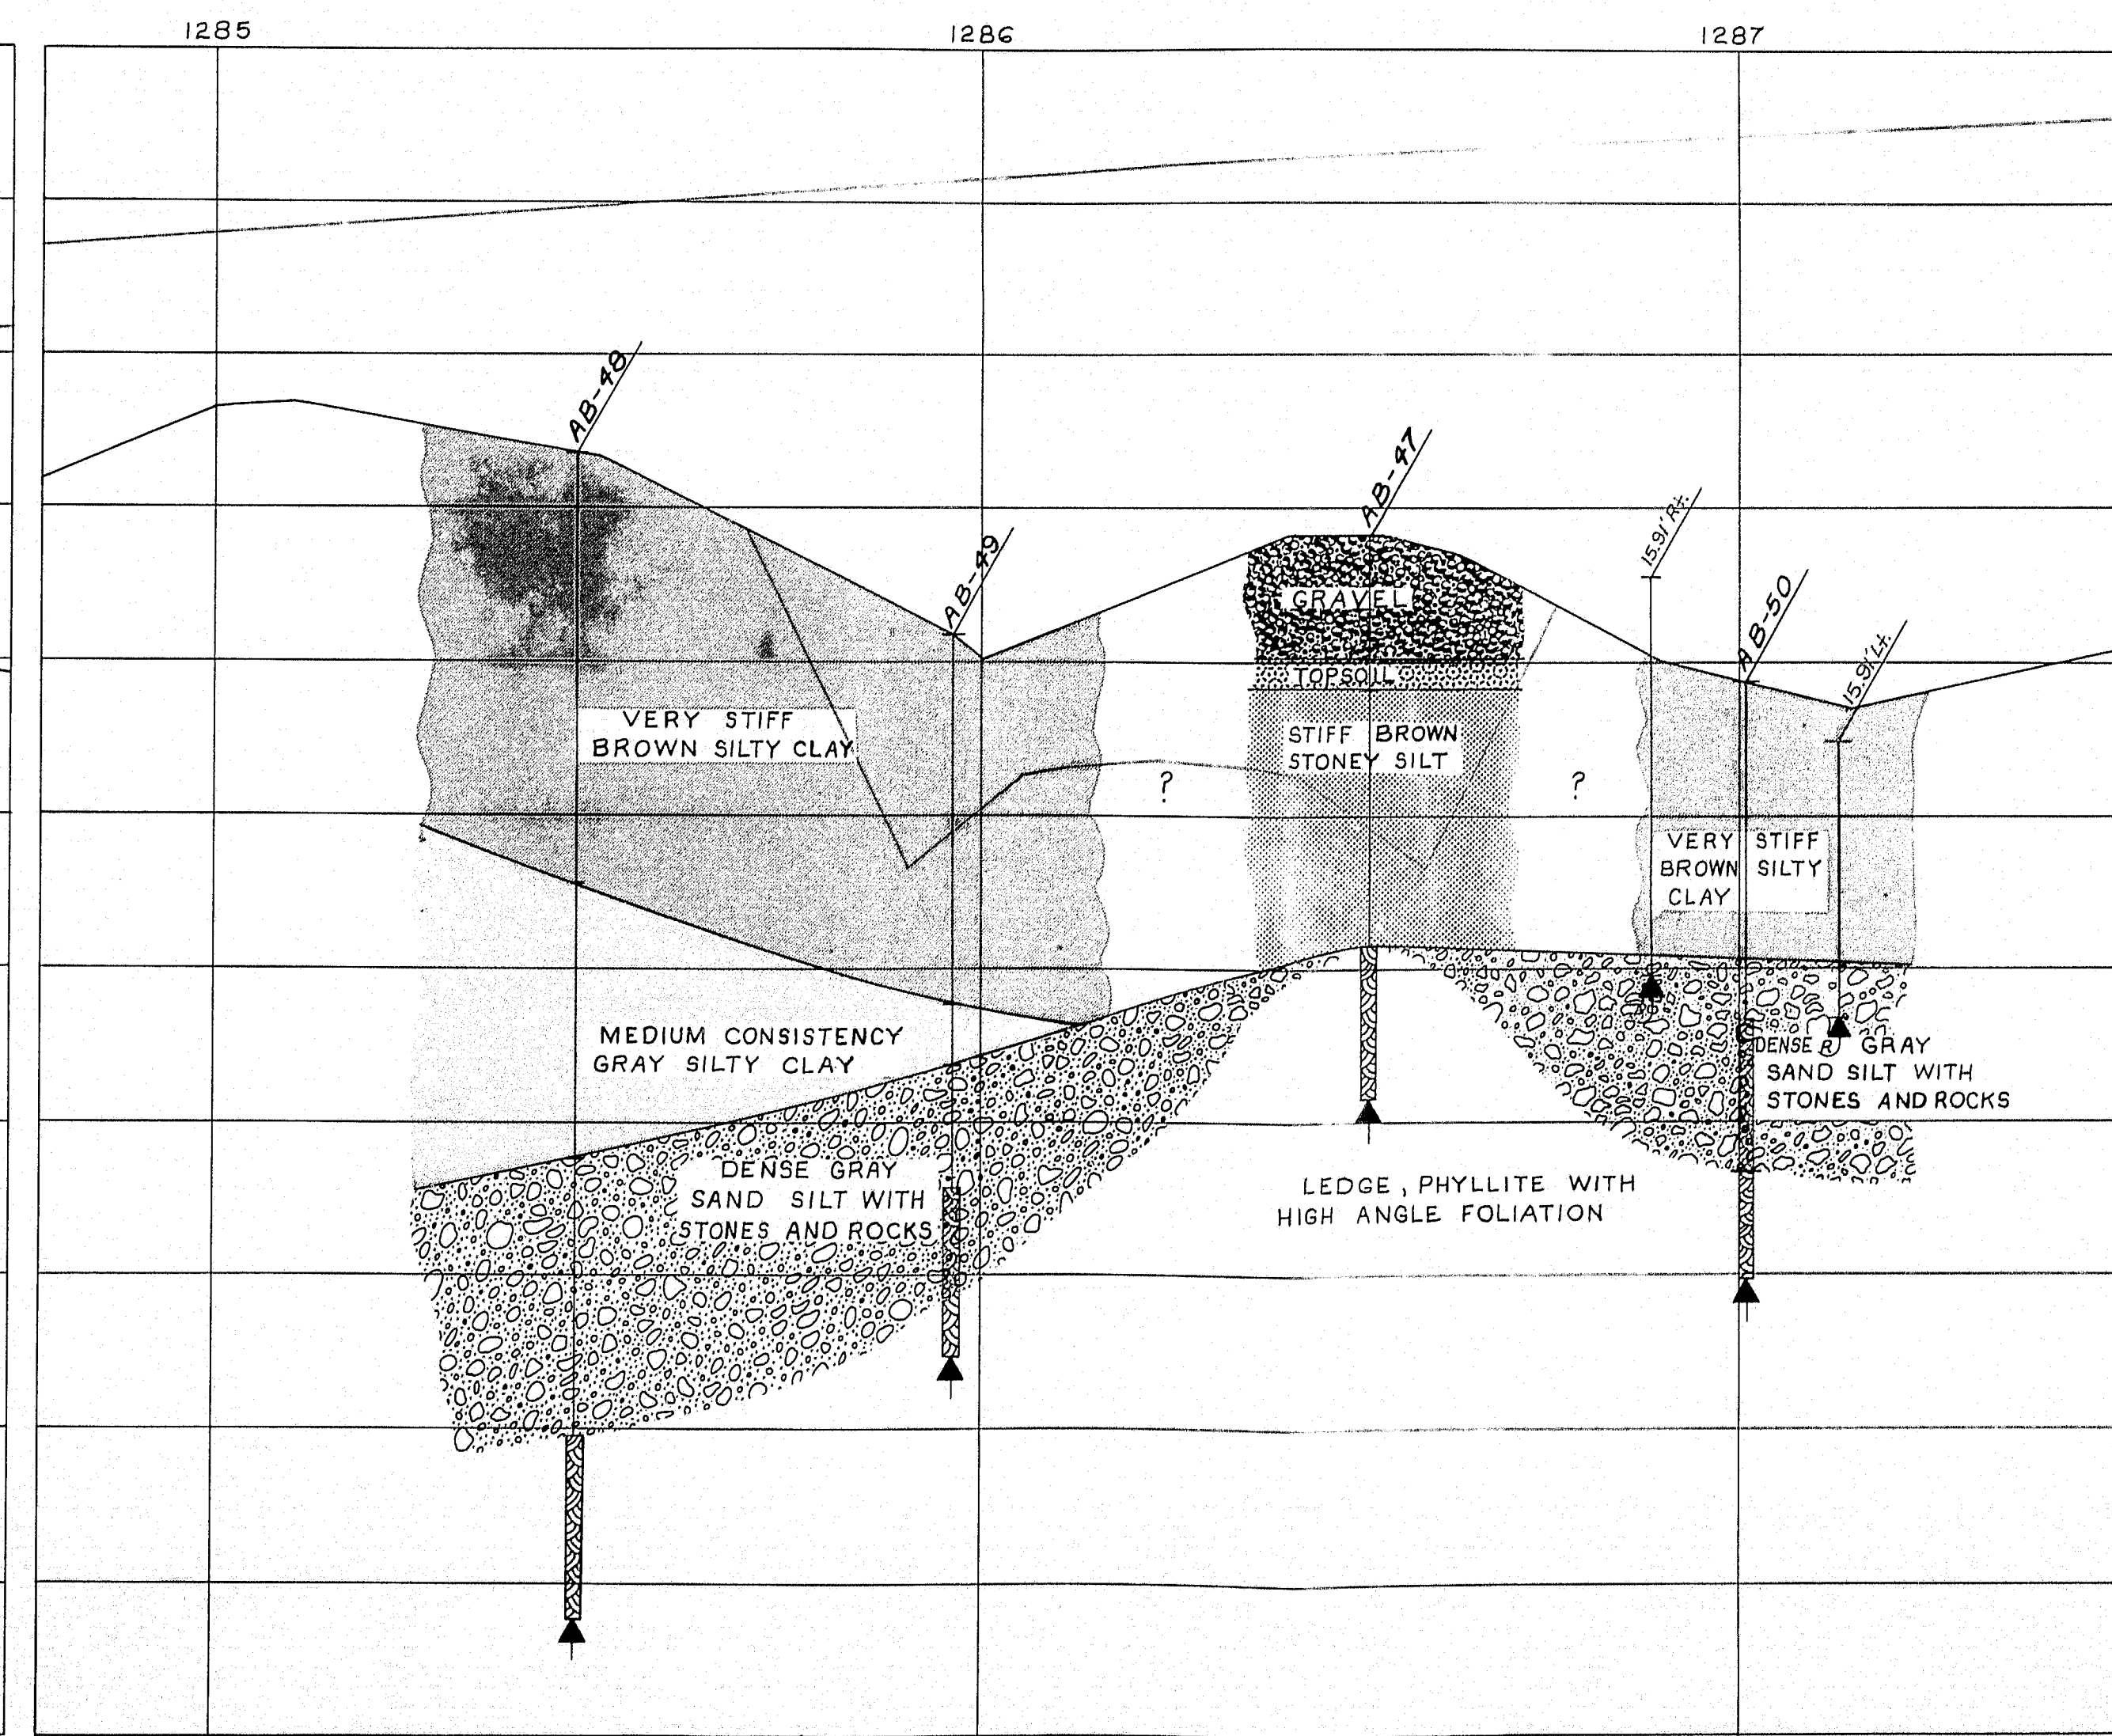 1285
1286
1287
AB-48
AB-49
AB-47
15.91' Rt.
AB-50
15.91' Lt.
GRAVEL
TOPSOIL
VERY STIFF
BROWN SILTY CLAY
STIFF BROWN
STONEY SILT
?
?
VERY STIFF
BROWN SILTY
CLAY
MEDIUM CONSISTENCY
GRAY SILTY CLAY
DENSE GRAY
SAND SILT WITH
STONES AND ROCKS
LEDGE, PHYLLITE WITH
HIGH ANGLE FOLIATION
DENSE R GRAY
SAND SILT WITH
STONES AND ROCKS